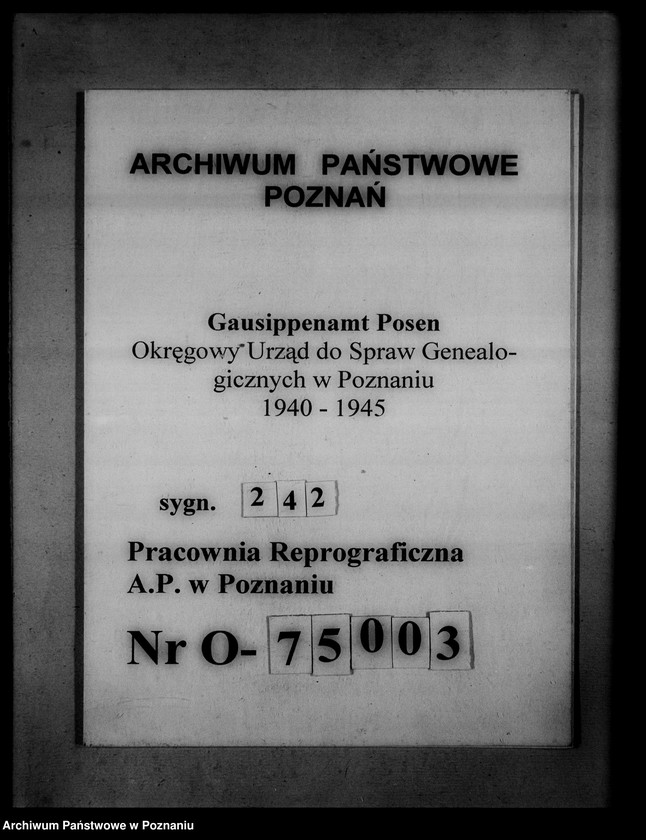 ARCHIWUM PAŃSTWOWE
POZNAŃ
Gausippenamt Posen
Okręgowy Urząd do Spraw Genealo-
gicznych w Poznaniu
1940 - 1945
sygn. 242
Pracownia Reprograficzna
A.P. w Poznaniu
Nr O- 75003
Archiwum Państwowe w Poznaniu